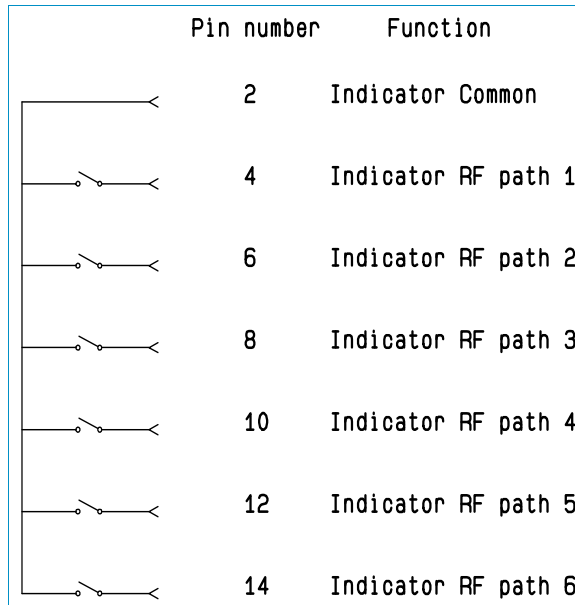 Pin number Function
2 Indicator Common
4 Indicator RF path 1
6 Indicator RF path 2
8 Indicator RF path 3
10 Indicator RF path 4
12 Indicator RF path 5
14 Indicator RF path 6